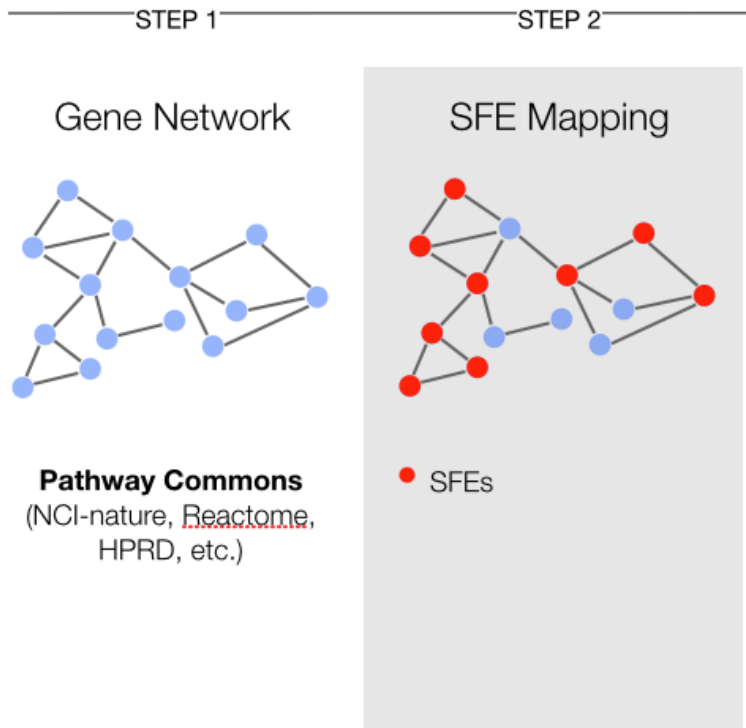 STEP 1
STEP 2
Gene Network
SFE Mapping
Pathway Commons
(NCI-nature, Reactome,
HPRD, etc.)
SFEs